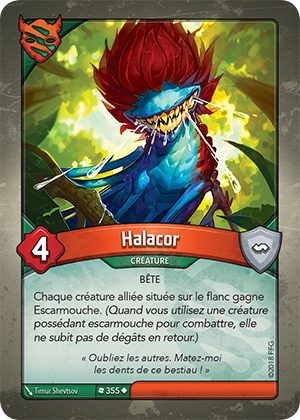 Halacor
CRÉATURE
4
BÊTE
Chaque créature alliée située sur le flanc gagne
Escarmouche. (Quand vous utilisez une créature
possédant escarmouche pour combattre, elle
ne subit pas de dégâts en retour.)
« Oubliez les autres. Matez-moi
les dents de ce bestiau ! »
©2018 FFG
Timur Shevtsov
355